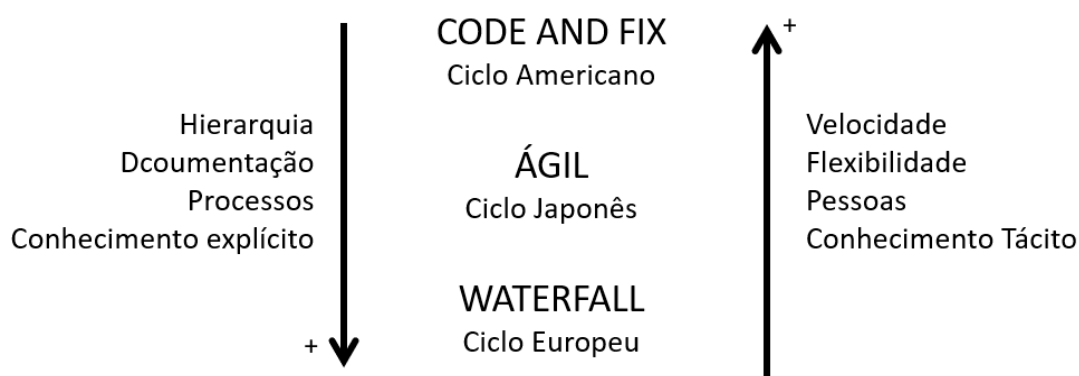 CODE AND FIX
Ciclo Americano
Hierarquia
Dcoumentação
Processos
Conhecimento explícito
+
ÁGIL
Ciclo Japonês
WATERFALL
Ciclo Europeu
+
Velocidade
Flexibilidade
Pessoas
Conhecimento Tácito